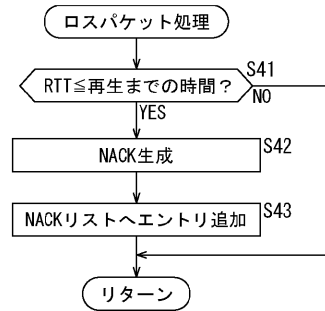 ロスパケット処理
S41
RTT≦再生までの時間？
NO
YES
S42
NACK生成
S43
NACKリストへエントリ追加
リターン